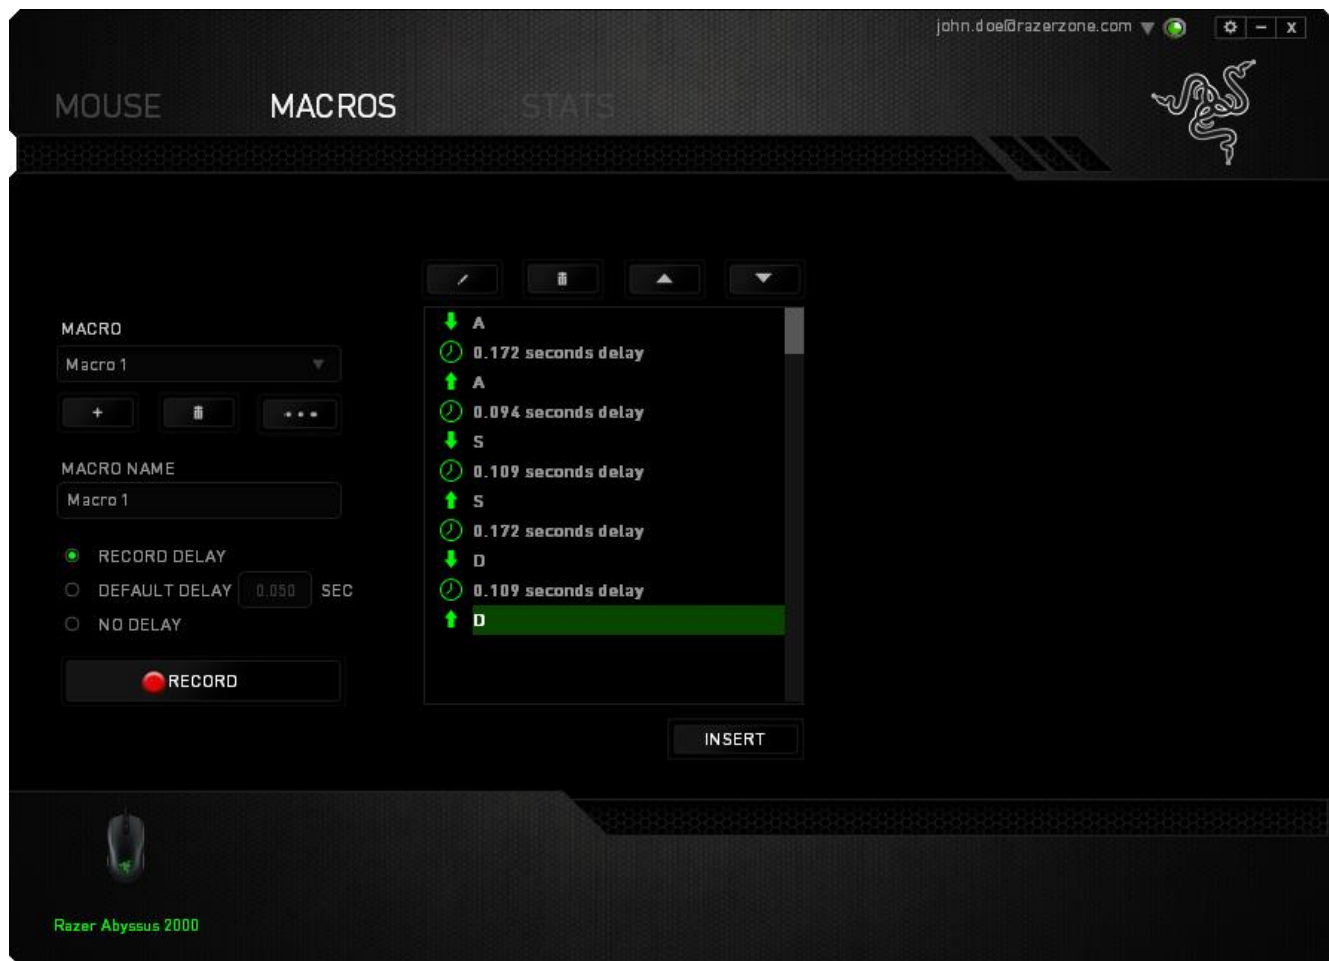 john.doe@razerzone.com
MOUSE MACROS STATS
MACRO
Macro 1
MACRO NAME
Macro 1
RECORD DELAY
DEFAULT DELAY 0.050 SEC
NO DELAY
RECORD
A
0.172 seconds delay
A
0.094 seconds delay
S
0.109 seconds delay
S
0.172 seconds delay
D
0.109 seconds delay
D
INSERT
Razer Abyssus 2000